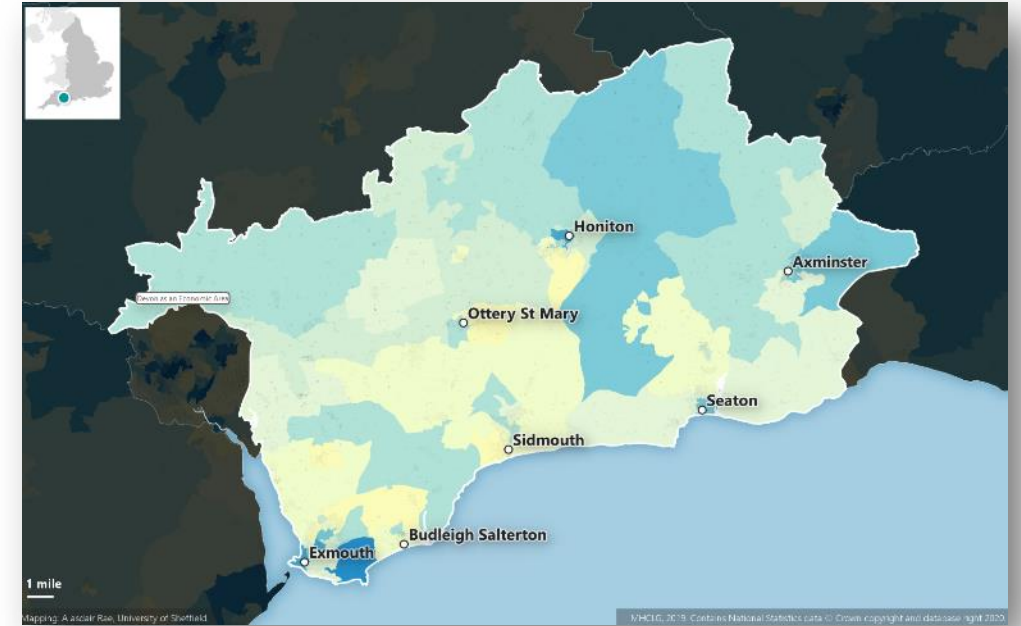 Honiton
Axminster
Devon as an Economic Area
Ottery St Mary
Seaton
Sidmouth
Budleigh Salterton
Exmouth
1 mile
Mapping: Alasdair Rae, University of Sheffield
MHCLG, 2019. Contains National Statistics data © Crown copyright and database right 2020.